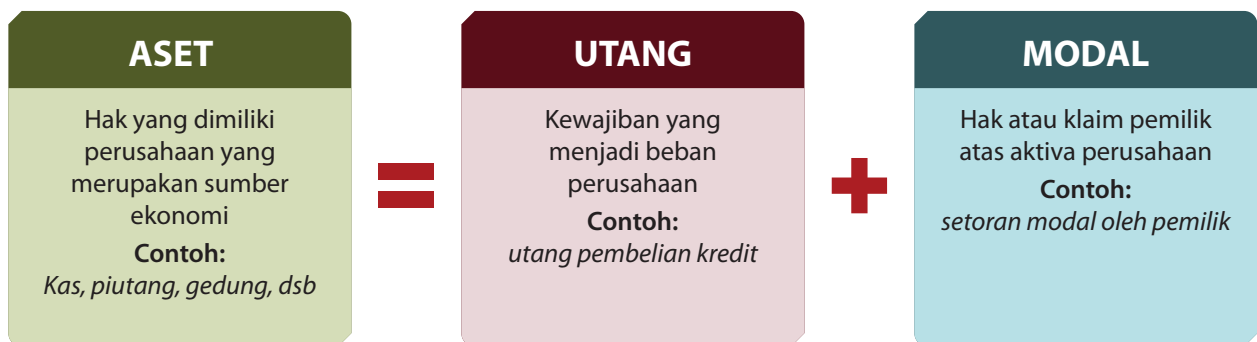 ASET
Hak yang dimiliki
perusahaan yang
merupakan sumber
ekonomi
Contoh:
Kas, piutang, gedung, dsb
=
UTANG
Kewajiban yang
menjadi beban
perusahaan
Contoh:
utang pembelian kredit
+
MODAL
Hak atau klaim pemilik
atas aktiva perusahaan
Contoh:
setoran modal oleh pemilik